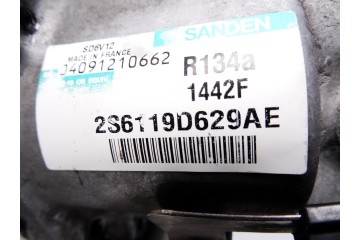 SANDEN
SD6V12
MADE IN FRANCE
04091210662
R134a
1442F
2S6119D629AE